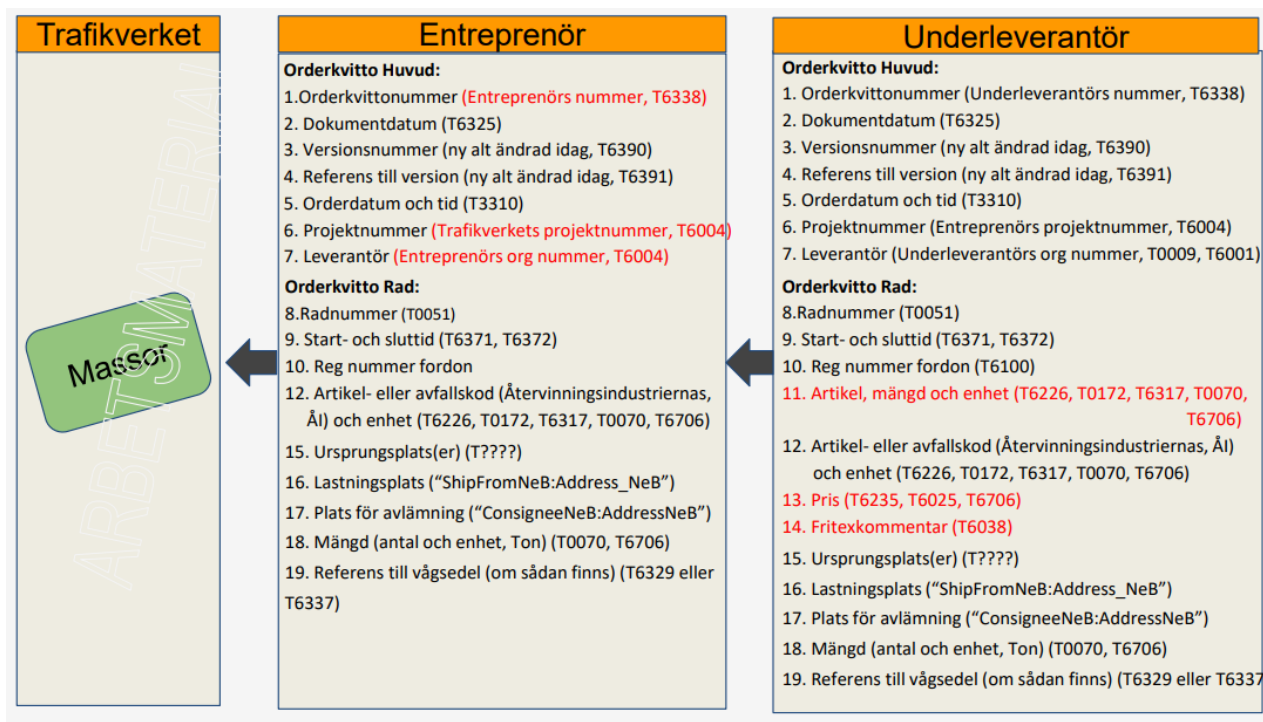 Trafikverket
ARBETSMATERIAL
Massor
Entreprenör
Orderkvitto Huvud:
1.Orderkvittonummer (Entreprenörs nummer, T6338)
2. Dokumentdatum (T6325)
3. Versionsnummer (ny alt ändrad idag, T6390)
4. Referens till version (ny alt ändrad idag, T6391)
5. Orderdatum och tid (T3310)
6. Projektnummer (Trafikverkets projektnummer, T6004)
7. Leverantör (Entreprenörs org nummer, T6004)
Orderkvitto Rad:
8.Radnummer (T0051)
9. Start- och sluttid (T6371, T6372)
10. Reg nummer fordon
12. Artikel- eller avfallskod (Återvinningsindustriernas,
ÅI) och enhet (T6226, T0172, T6317, T0070, T6706)
15. Ursprungsplats(er) (T????)
16. Lastningsplats (“ShipFromNeB:Address_NeB”)
17. Plats för avlämning (“ConsigneeNeB:AddressNeB”)
18. Mängd (antal och enhet, Ton) (T0070, T6706)
19. Referens till vågsedel (om sådan finns) (T6329 eller
T6337)
Underleverantör
Orderkvitto Huvud:
1. Orderkvittonummer (Underleverantörs nummer, T6338)
2. Dokumentdatum (T6325)
3. Versionsnummer (ny alt ändrad idag, T6390)
4. Referens till version (ny alt ändrad idag, T6391)
5. Orderdatum och tid (T3310)
6. Projektnummer (Entreprenörs projektnummer, T6004)
7. Leverantör (Underleverantörs org nummer, T0009, T6001)
Orderkvitto Rad:
8.Radnummer (T0051)
9. Start- och sluttid (T6371, T6372)
10. Reg nummer fordon (T6100)
11. Artikel, mängd och enhet (T6226, T0172, T6317, T0070,
T6706)
12. Artikel- eller avfallskod (Återvinningsindustriernas, ÅI)
och enhet (T6226, T0172, T6317, T0070, T6706)
13. Pris (T6235, T6025, T6706)
14. Fritexkommentar (T6038)
15. Ursprungsplats(er) (T????)
16. Lastningsplats (“ShipFromNeB:Address_NeB”)
17. Plats för avlämning (“ConsigneeNeB:AddressNeB”)
18. Mängd (antal och enhet, Ton) (T0070, T6706)
19. Referens till vågsedel (om sådan finns) (T6329 eller T6337